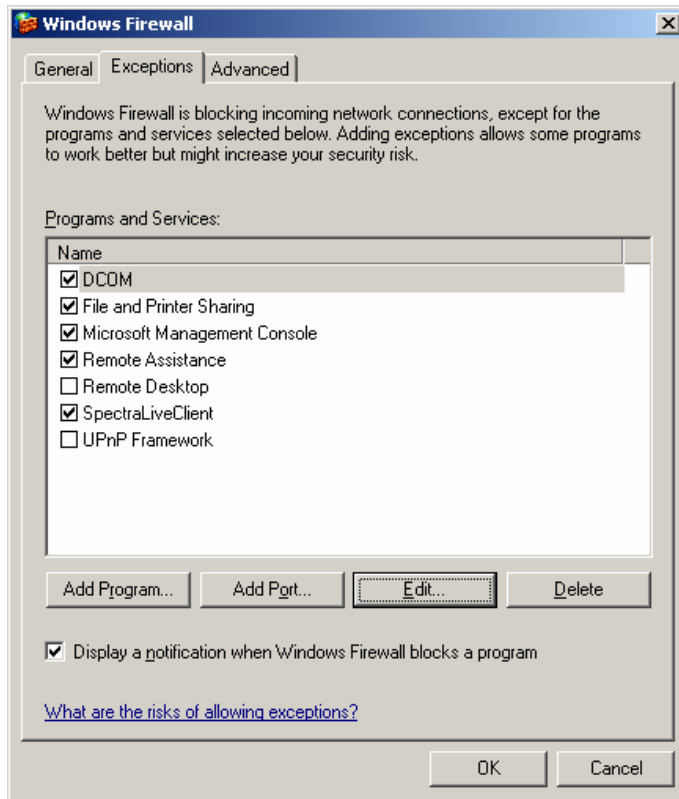 Windows Firewall
General
Exceptions
Advanced
Windows Firewall is blocking incoming network connections, except for the
programs and services selected below. Adding exceptions allows some programs
to work better but might increase your security risk.
Programs and Services:
Name
DCOM
File and Printer Sharing
Microsoft Management Console
Remote Assistance
Remote Desktop
SpectraLiveClient
UPnP Framework
Add Program...
Add Port...
Edit...
Delete
Display a notification when Windows Firewall blocks a program
What are the risks of allowing exceptions?
OK
Cancel